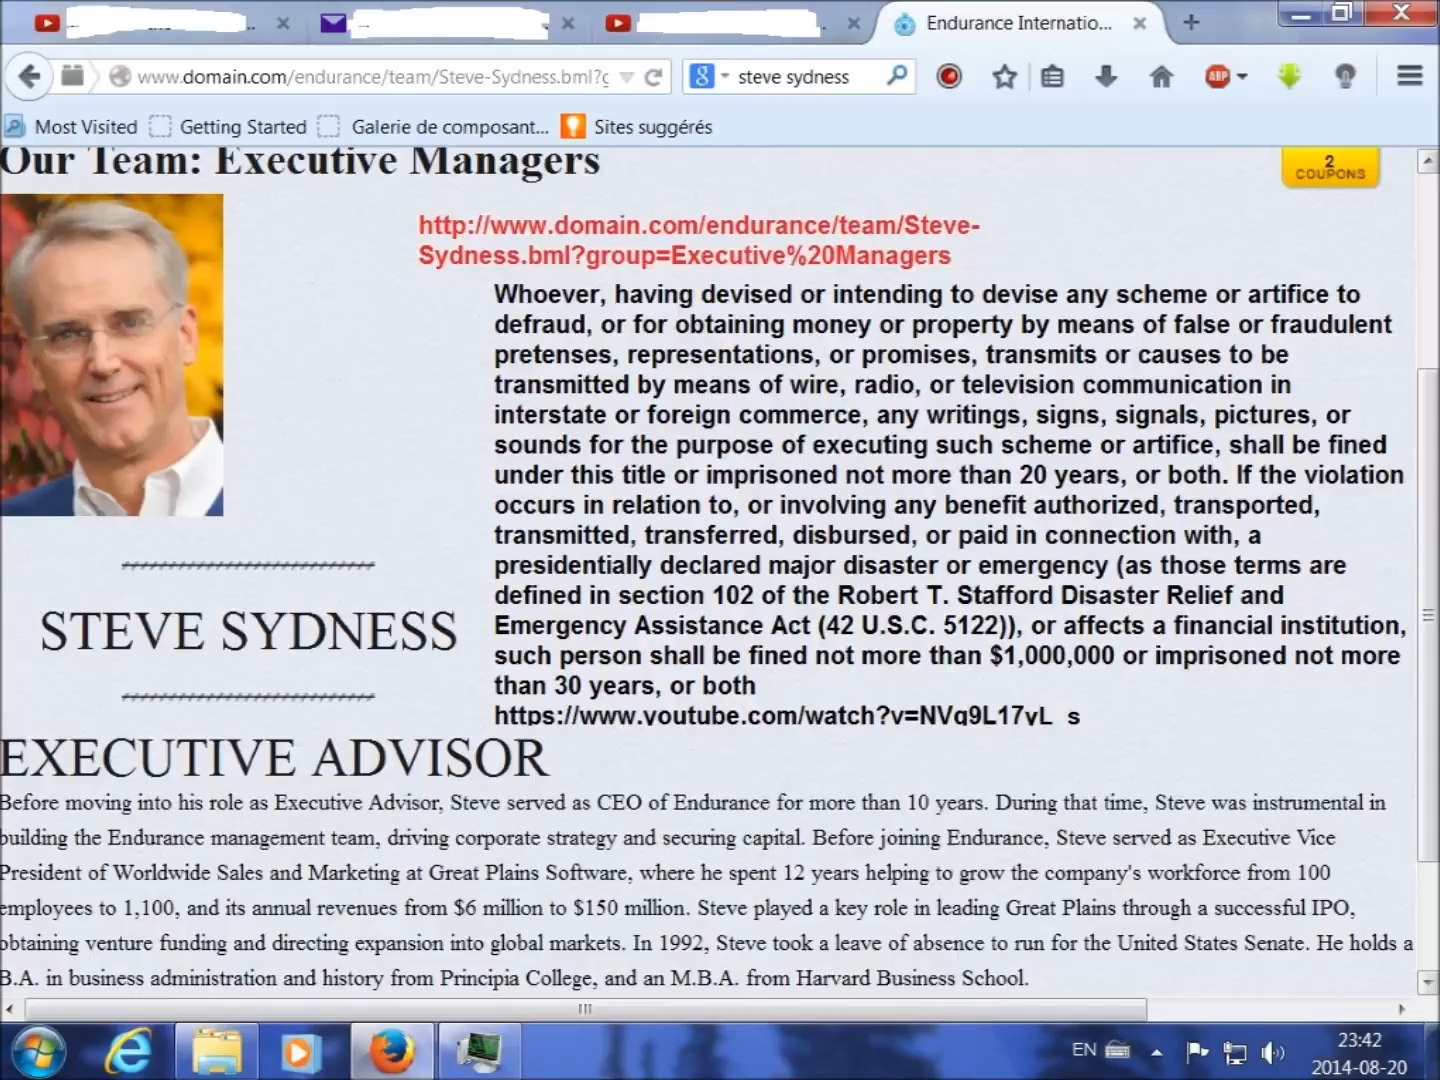 Endurance Internatio...
www.domain.com/endurance/team/Steve-Sydness.bml?g
steve sydness
Most Visited
Getting Started
Galerie de composant...
Sites suggérés
Our Team: Executive Managers
2
COUPONS
http://www.domain.com/endurance/team/Steve-
Sydness.bml?group=Executive%20Managers
Whoever, having devised or intending to devise any scheme or artifice to
defraud, or for obtaining money or property by means of false or fraudulent
pretenses, representations, or promises, transmits or causes to be
transmitted by means of wire, radio, or television communication in
interstate or foreign commerce, any writings, signs, signals, pictures, or
sounds for the purpose of executing such scheme or artifice, shall be fined
under this title or imprisoned not more than 20 years, or both. If the violation
occurs in relation to, or involving any benefit authorized, transported,
transmitted, transferred, disbursed, or paid in connection with, a
presidentially declared major disaster or emergency (as those terms are
defined in section 102 of the Robert T. Stafford Disaster Relief and
Emergency Assistance Act (42 U.S.C. 5122)), or affects a financial institution,
such person shall be fined not more than $1,000,000 or imprisoned not more
than 30 years, or both
STEVE SYDNESS
EXECUTIVE ADVISOR
Before moving into his role as Executive Advisor, Steve served as CEO of Endurance for more than 10 years. During that time, Steve was instrumental in
building the Endurance management team, driving corporate strategy and securing capital. Before joining Endurance, Steve served as Executive Vice
President of Worldwide Sales and Marketing at Great Plains Software, where he spent 12 years helping to grow the company's workforce from 100
employees to 1,100, and its annual revenues from $6 million to $150 million. Steve played a key role in leading Great Plains through a successful IPO,
obtaining venture funding and directing expansion into global markets. In 1992, Steve took a leave of absence to run for the United States Senate. He holds a
B.A. in business administration and history from Principia College, and an M.B.A. from Harvard Business School.
EN
23:42
2014-08-20
ABP